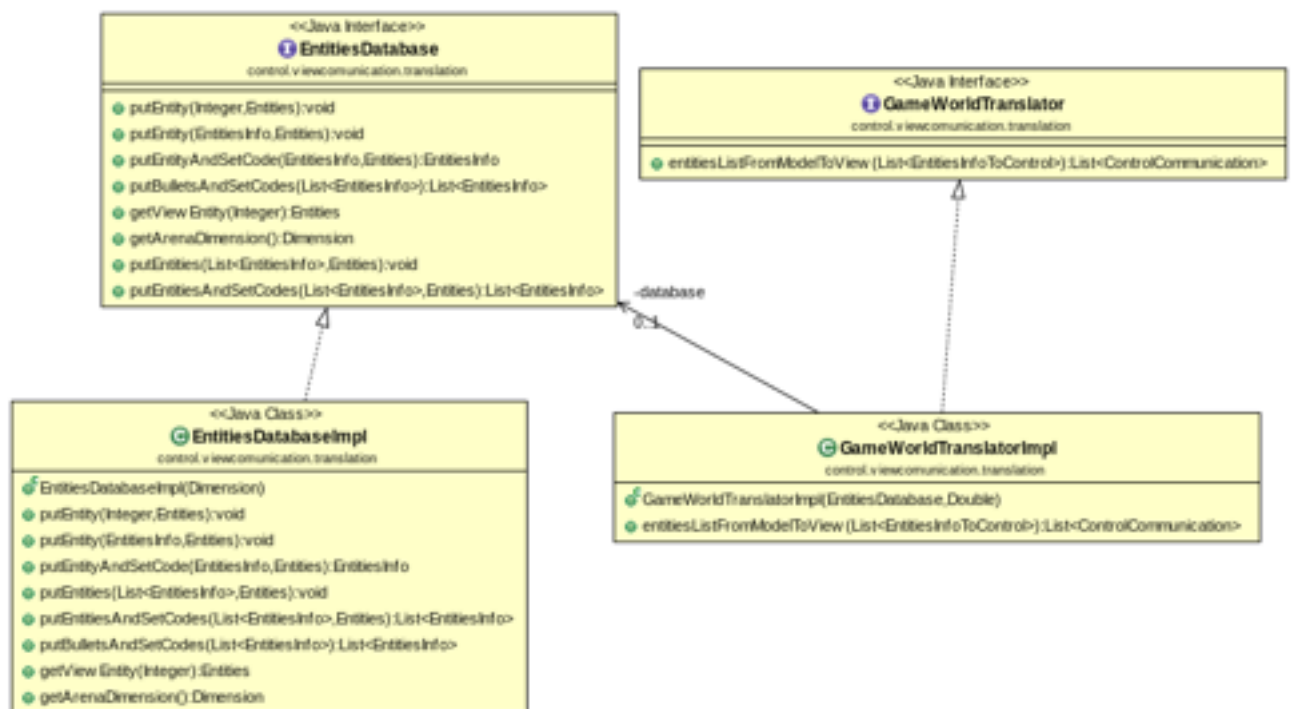 <<Java Interface>>
EntitiesDatabase
control.viewcomunication.translation
putEntity(Integer,Entities):void
putEntity(EntitiesInfo,Entities):void
putEntityAndSetCode(EntitiesInfo,Entities):EntitiesInfo
putBulletsAndSetCodes(List<EntitiesInfo>):List<EntitiesInfo>
getViewEntity(Integer):Entities
getArenaDimension():Dimension
putEntities(List<EntitiesInfo>,Entities):void
putEntitiesAndSetCodes(List<EntitiesInfo>,Entities):List<EntitiesInfo>
<<Java Interface>>
GameWorldTranslator
control.viewcomunication.translation
entitiesListFromModelToView(List<EntitiesInfoToControl>):List<ControlCommunication>
-database
0..1
<<Java Class>>
EntitiesDatabaseImpl
control.viewcomunication.translation
EntitiesDatabaseImpl(Dimension)
putEntity(Integer,Entities):void
putEntity(EntitiesInfo,Entities):void
putEntityAndSetCode(EntitiesInfo,Entities):EntitiesInfo
putEntities(List<EntitiesInfo>,Entities):void
putEntitiesAndSetCodes(List<EntitiesInfo>,Entities):List<EntitiesInfo>
putBulletsAndSetCodes(List<EntitiesInfo>):List<EntitiesInfo>
getViewEntity(Integer):Entities
getArenaDimension():Dimension
<<Java Class>>
GameWorldTranslatorImpl
control.viewcomunication.translation
GameWorldTranslatorImpl(EntitiesDatabase,Double)
entitiesListFromModelToView(List<EntitiesInfoToControl>):List<ControlCommunication>